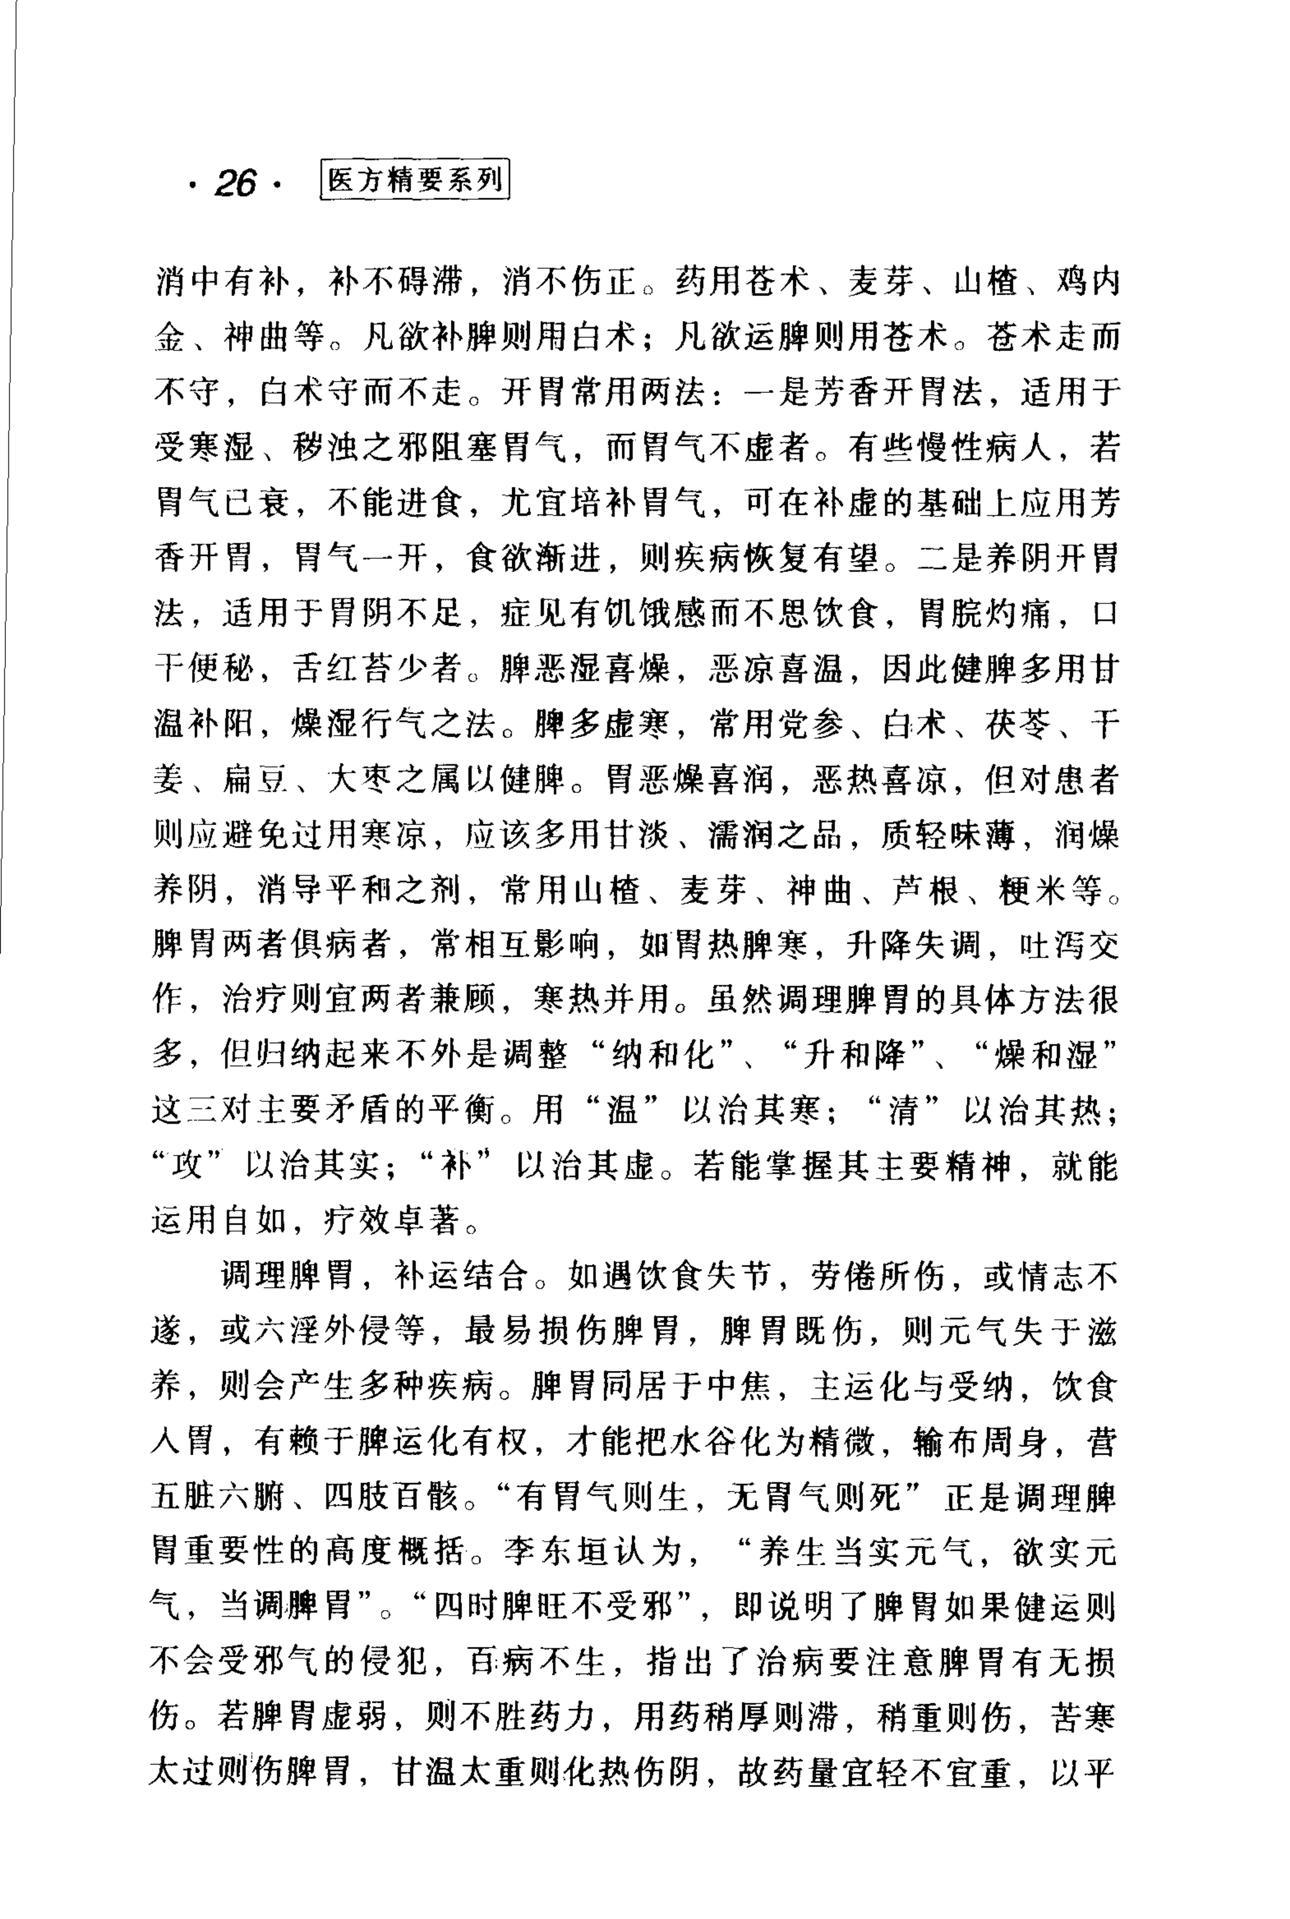 ·26· 医方精要系列
消中有补，补不碍滞，消不伤正。药用苍术、麦芽、山楂、鸡内
金、神曲等。凡欲补脾则用白术；凡欲运脾则用苍术。苍术走而
不守，白术守而不走。开胃常用两法：一是芳香开胃法，适用于
受寒湿、秽浊之邪阻塞胃气，而胃气不虚者。有些慢性病人，若
胃气已衰，不能进食，尤宜培补胃气，可在补虚的基础上应用芳
香开胃，胃气一开，食欲渐进，则疾病恢复有望。二是养阴开胃
法，适用于胃阴不足，症见有饥饿感而不思饮食，胃脘灼痛，口
干便秘，舌红苔少者。脾恶湿喜燥，恶凉喜温，因此健脾多用甘
温补阳，燥湿行气之法。脾多虚寒，常用党参、白术、茯苓、干
姜、扁豆、大枣之属以健脾。胃恶燥喜润，恶热喜凉，但对患者
则应避免过用寒凉，应该多用甘淡、濡润之品，质轻味薄，润燥
养阴，消导平和之剂，常用山楂、麦芽、神曲、芦根、粳米等。
脾胃两者俱病者，常相互影响，如胃热脾寒，升降失调，吐泻交
作，治疗则宜两者兼顾，寒热并用。虽然调理脾胃的具体方法很
多，但归纳起来不外是调整“纳和化”、“升和降”、“燥和湿”
这三对主要矛盾的平衡。用“温”以治其寒；“清”以治其热；
“攻”以治其实；“补”以治其虚。若能掌握其主要精神，就能
运用自如，疗效卓著。
调理脾胃，补运结合。如遇饮食失节，劳倦所伤，或情志不
遂，或六淫外侵等，最易损伤脾胃，脾胃既伤，则元气失于滋
养，则会产生多种疾病。脾胃同居于中焦，主运化与受纳，饮食
入胃，有赖于脾运化有权，才能把水谷化为精微，输布周身，营
五脏六腑、四肢百骸。“有胃气则生，无胃气则死”正是调理脾
胃重要性的高度概括。李东垣认为，“养生当实元气，欲实元
气，当调脾胃”。“四时脾旺不受邪”，即说明了脾胃如果健运则
不会受邪气的侵犯，百病不生，指出了治病要注意脾胃有无损
伤。若脾胃虚弱，则不胜药力，用药稍厚则滞，稍重则伤，苦寒
太过则伤脾胃，甘温太重则化热伤阴，故药量宜轻不宜重，以平